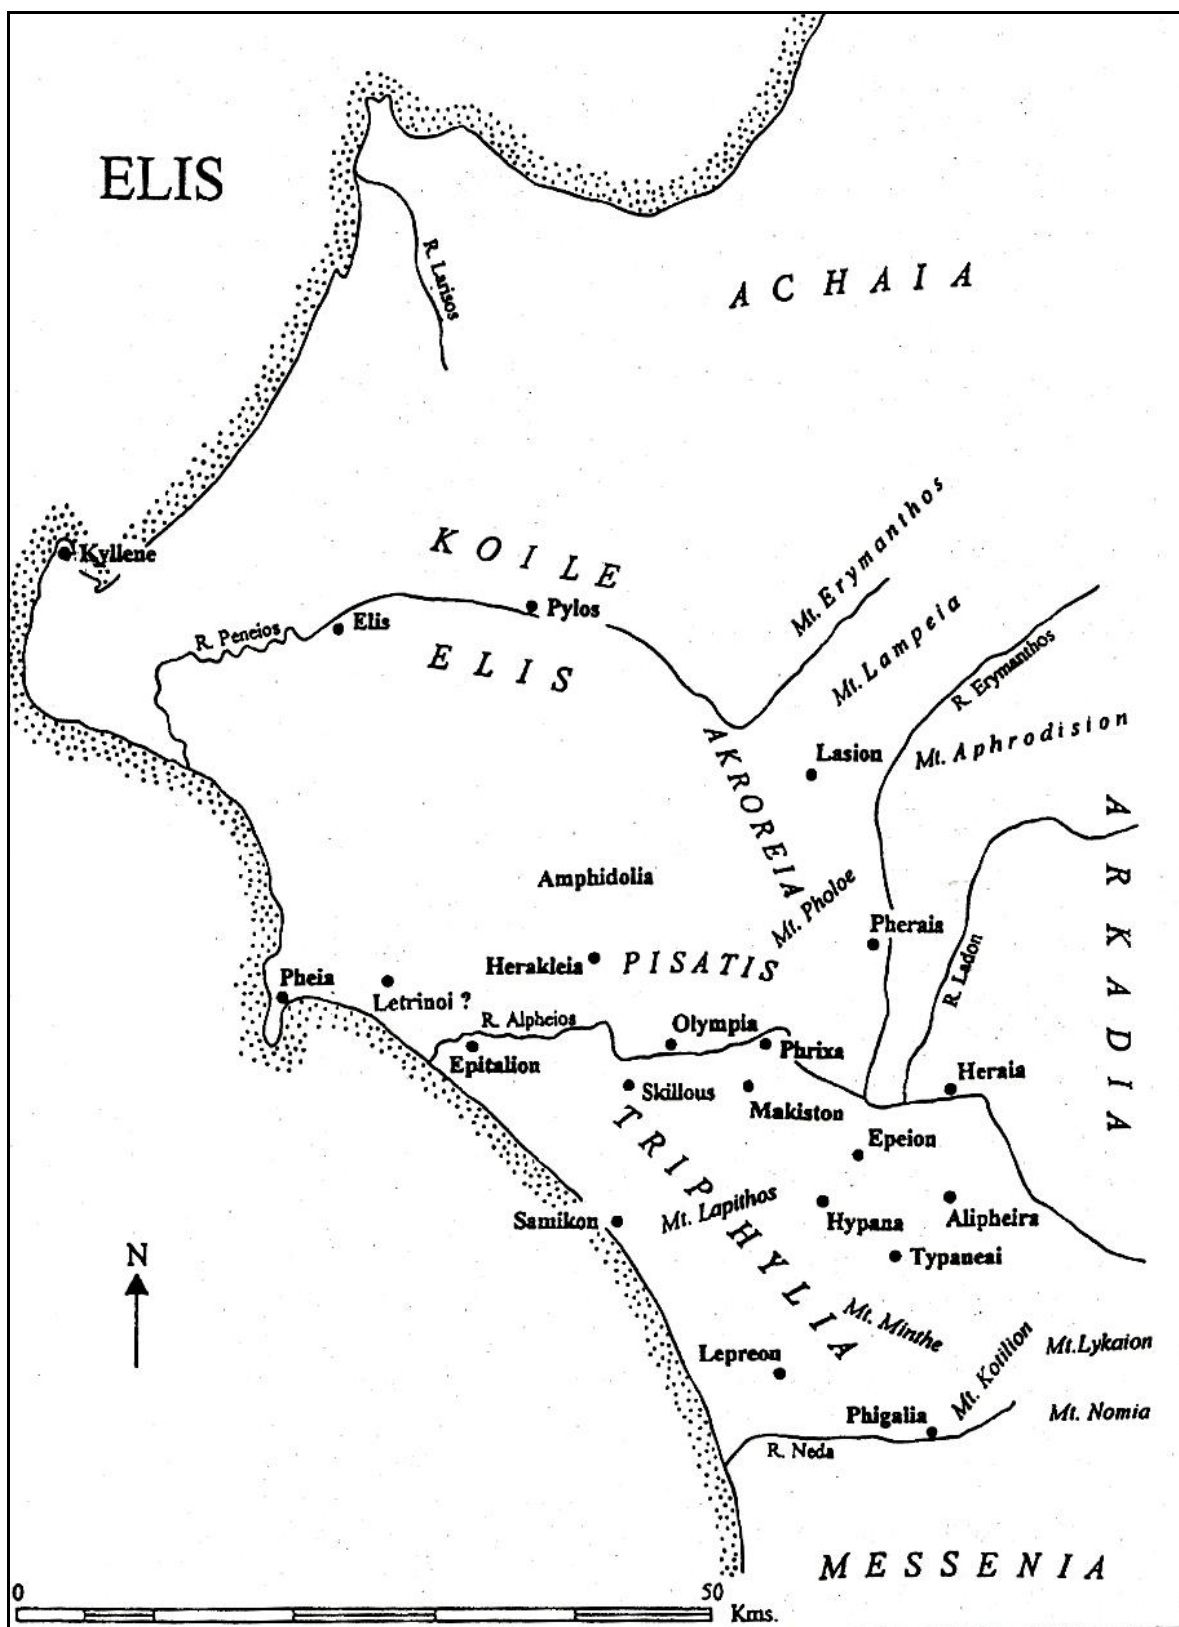 ELIS
R. Larisos
ACHAIA
KOILE
Mt. Erymanthos
Kyllene
Pylos
Elis
R. Peneios
ELIS
Mt. Lampeia
R. Erymanthos
Mt. Aphrodision
AKROREIA
Lasion
ARKADIA
Amphidolia
Mt. Pholoe
Pherais
Herakleia
PISATIS
R. Ladon
Pheia
Letrinoi ?
R. Alpheios
Olympia
Phrixa
Epitalion
Heraia
Skillous
Makiston
TRIPHYLIA
Epeion
Mt. Lapithos
Samikon
Hypana
Alipheira
Typaneai
N
Mt. Minthe
Mt. Kotilion
Mt.Lykaion
Lepreon
Phigalia
Mt. Nomia
R. Neda
MESSENIA
0
50
Kms.